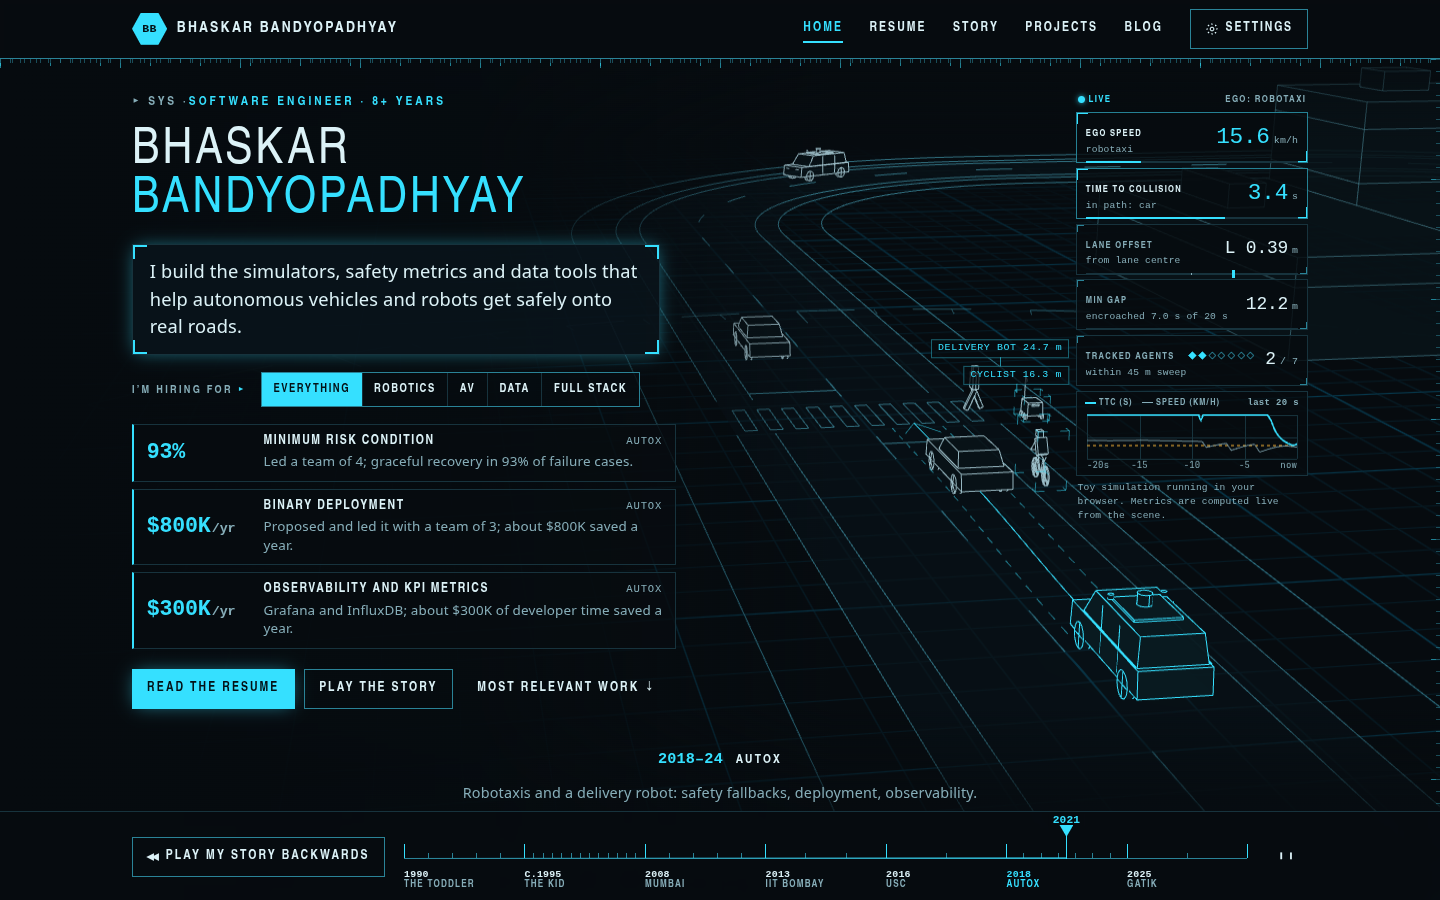 BB BHASKAR BANDYOPADHYAY
HOME RESUME STORY PROJECTS BLOG SETTINGS
SYS · SOFTWARE ENGINEER · 8+ YEARS
BHASKAR
BANDYOPADHYAY
I build the simulators, safety metrics and data tools that
help autonomous vehicles and robots get safely onto
real roads.
I'M HIRING FOR ▸ EVERYTHING ROBOTICS AV DATA FULL STACK
93% MINIMUM RISK CONDITION AUTOX
Led a team of 4; graceful recovery in 93% of failure cases.
$800K/yr BINARY DEPLOYMENT AUTOX
Proposed and led it with a team of 3; about $800K saved a
year.
$300K/yr OBSERVABILITY AND KPI METRICS AUTOX
Grafana and InfluxDB; about $300K of developer time saved a
year.
READ THE RESUME PLAY THE STORY MOST RELEVANT WORK ↓
LIVE EGO: ROBOTAXI
EGO SPEED 15.6 km/h
robotaxi
TIME TO COLLISION 3.4 s
in path: car
LANE OFFSET L 0.39 m
from lane centre
MIN GAP 12.2 m
encroached 7.0 s of 20 s
TRACKED AGENTS ◆◆◇◇◇◇◇ 2 / 7
within 45 m sweep
TTC (S) SPEED (KM/H) last 20 s
-20s -15 -10 -5 now
Toy simulation running in your
browser. Metrics are computed live
from the scene.
DELIVERY BOT 24.7 m
CYCLIST 16.3 m
2018–24 AUTOX
Robotaxis and a delivery robot: safety fallbacks, deployment, observability.
PLAY MY STORY BACKWARDS
2021
1990 C.1995 2008 2013 2016 2018 2025
THE TODDLER THE KID MUMBAI IIT BOMBAY USC AUTOX GATIK